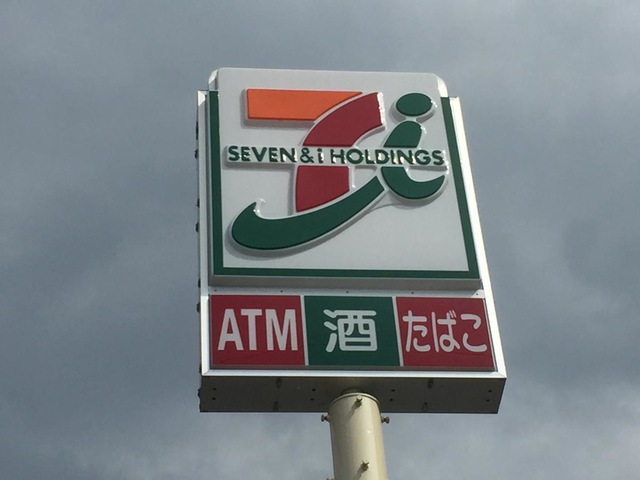 SEVEN & i HOLDINGS
ATM 酒 たばこ